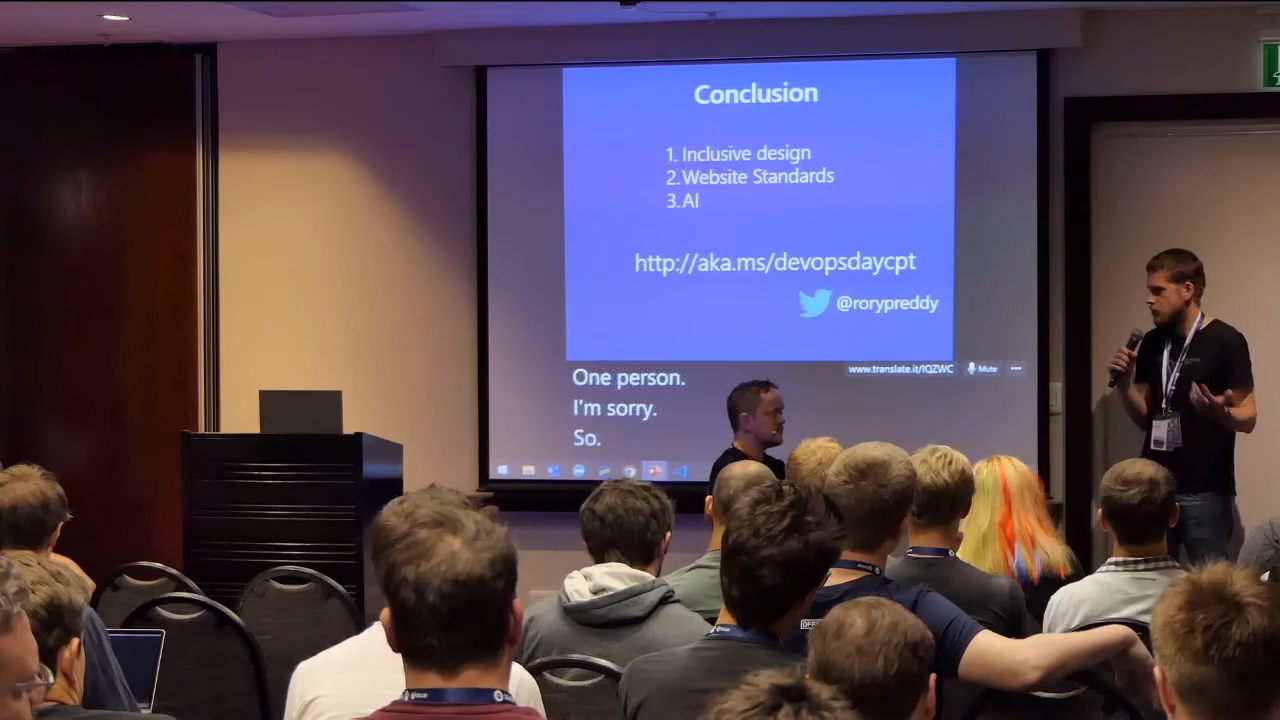 Conclusion
1. Inclusive design
2. Website Standards
3. AI
http://aka.ms/devopsdaycpt
@rorypreddy
www.translate.it/IQZWC Mute
One person.
I'm sorry.
So.